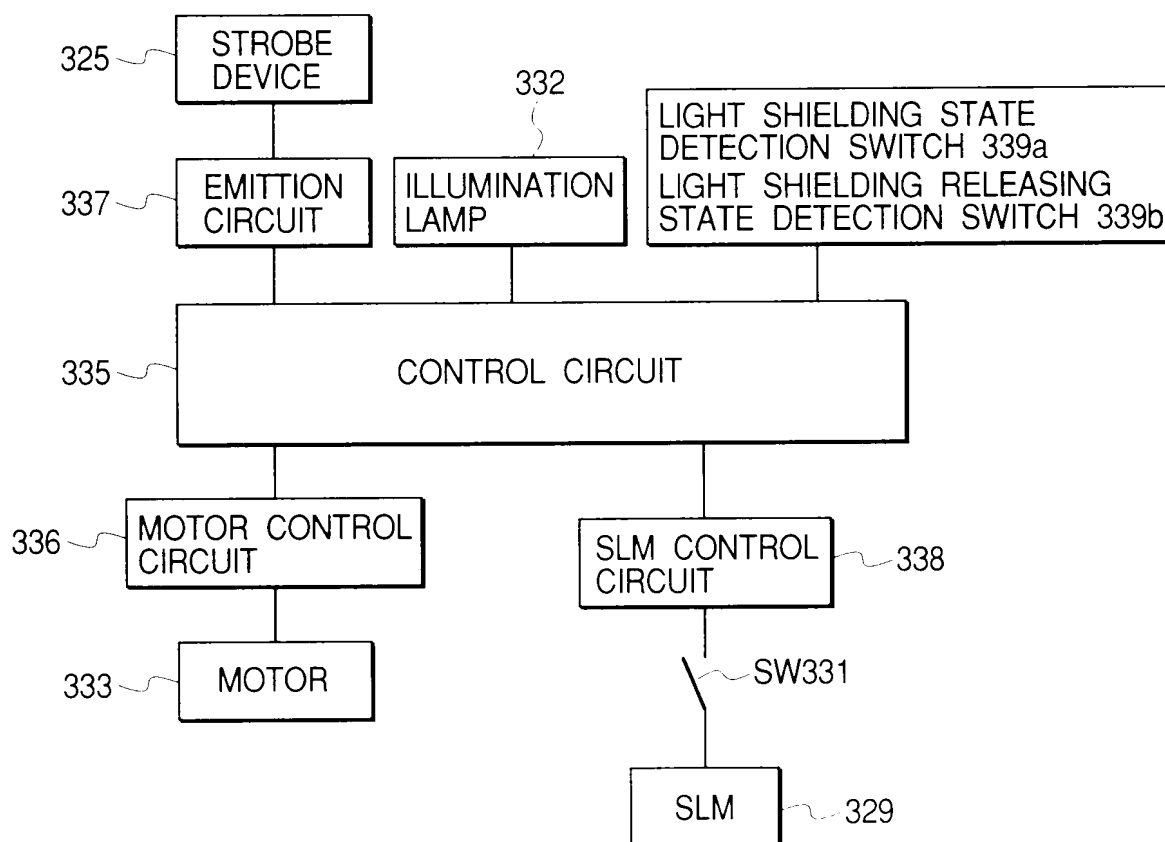 325
STROBE
DEVICE
332
LIGHT SHIELDING STATE
DETECTION SWITCH 339a
LIGHT SHIELDING RELEASING
STATE DETECTION SWITCH 339b
337
EMITTION
CIRCUIT
ILLUMINATION
LAMP
335
CONTROL CIRCUIT
336
MOTOR CONTROL
CIRCUIT
SLM CONTROL
CIRCUIT
338
333
MOTOR
SW331
SLM
329